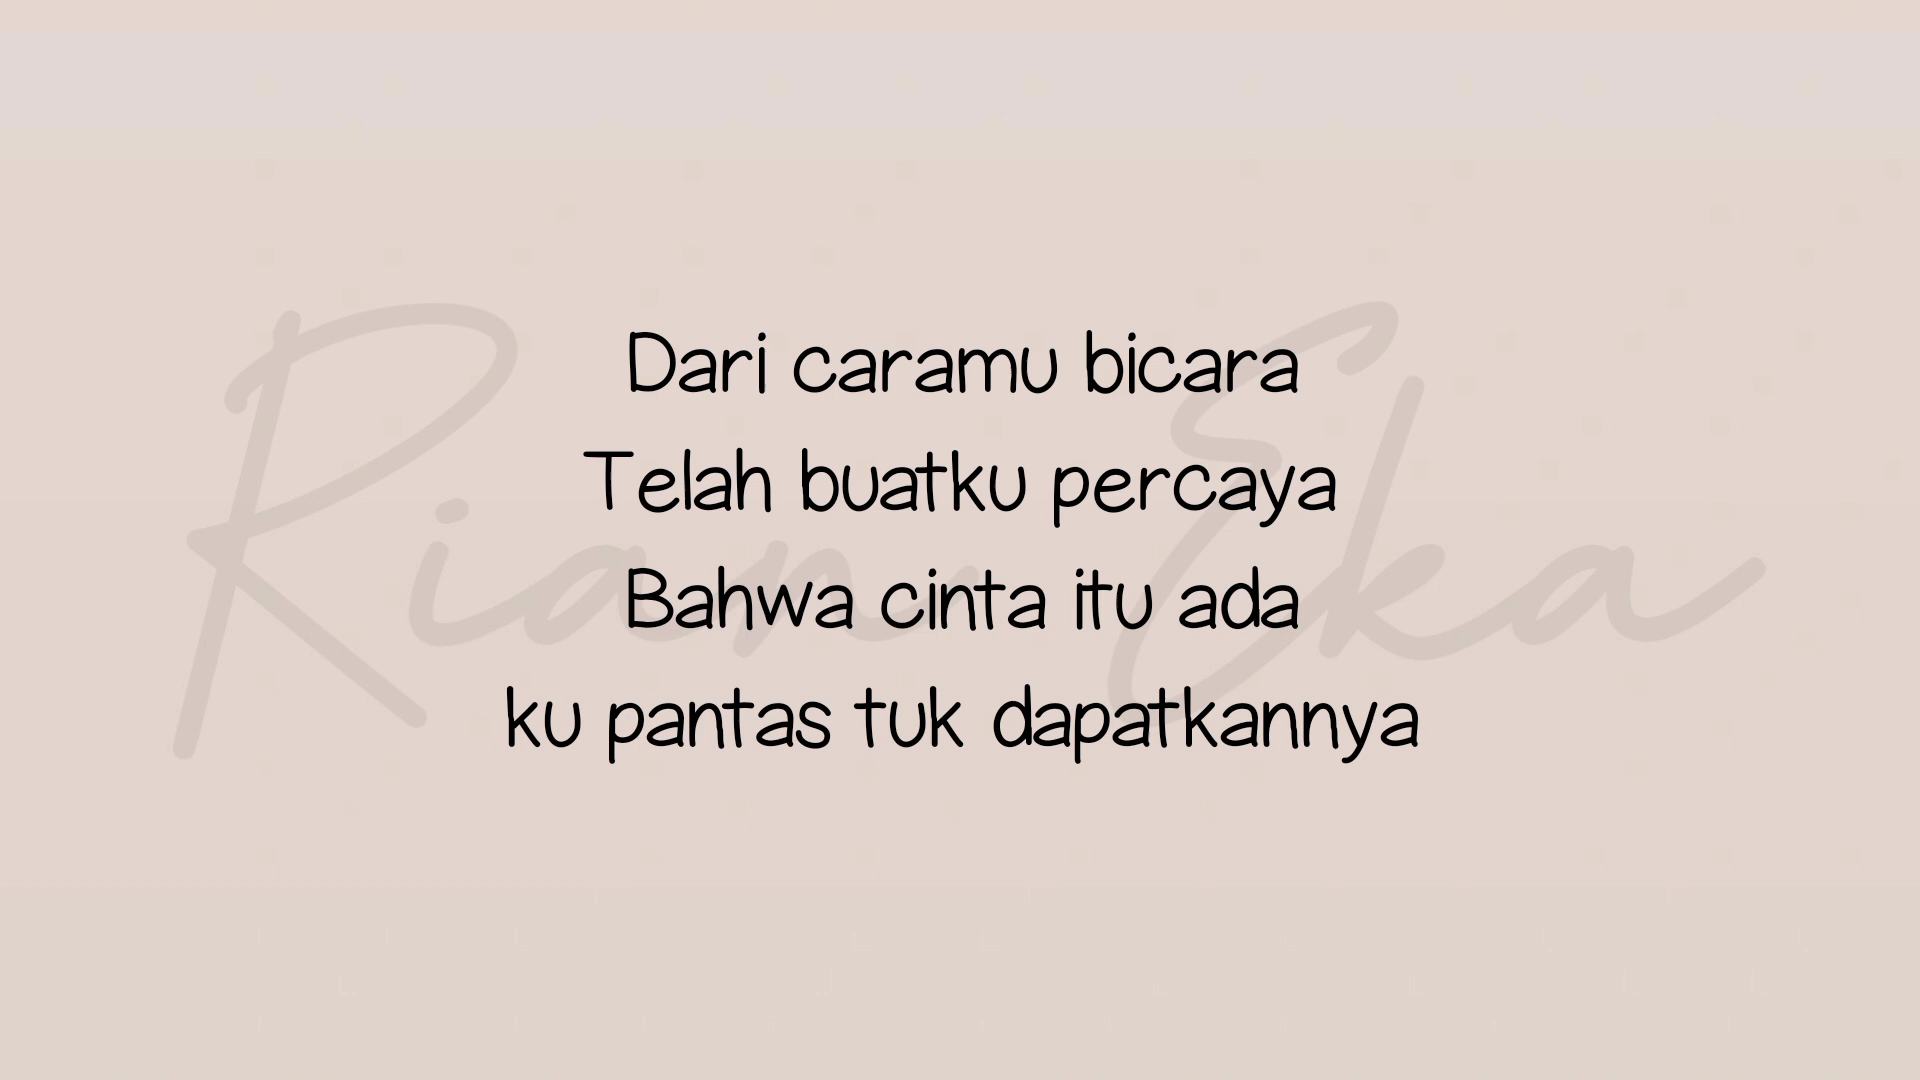 Dari caramu bicara
Telah buatku percaya
Bahwa cinta itu ada
ku pantas tuk dapatkannya
Rian Eka